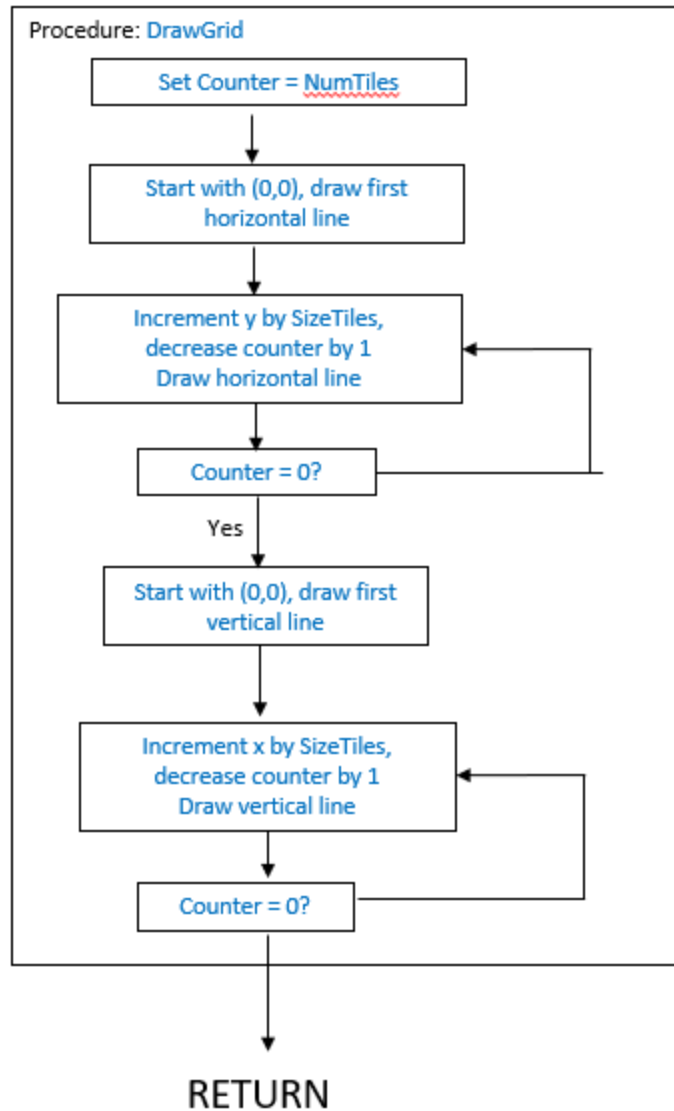 Procedure: DrawGrid
Set Counter = NumTiles
Start with (0,0), draw first
horizontal line
Increment y by SizeTiles,
decrease counter by 1
Draw horizontal line
Counter = 0?
Yes
Start with (0,0), draw first
vertical line
Increment x by SizeTiles,
decrease counter by 1
Draw vertical line
Counter = 0?
RETURN